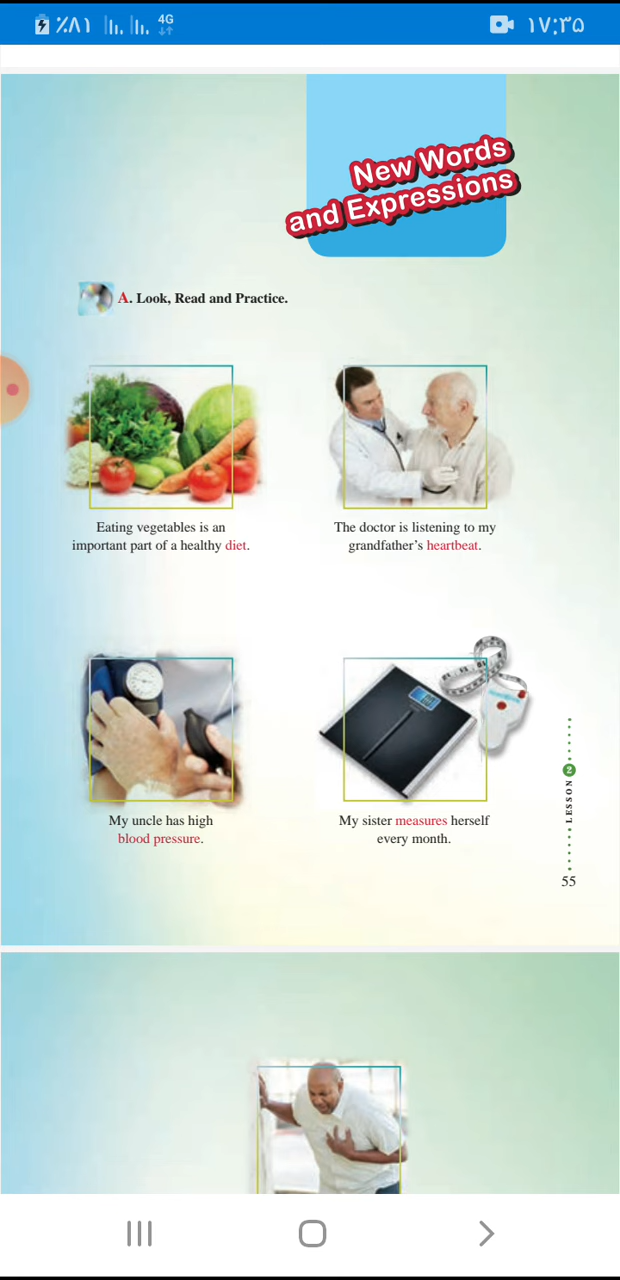 ٪۸۱ 4G ۱۷:۳۵
New Words
and Expressions
A. Look, Read and Practice.
Eating vegetables is an
important part of a healthy diet.
The doctor is listening to my
grandfather's heartbeat.
My uncle has high
blood pressure.
My sister measures herself
every month.
LESSON 2
55